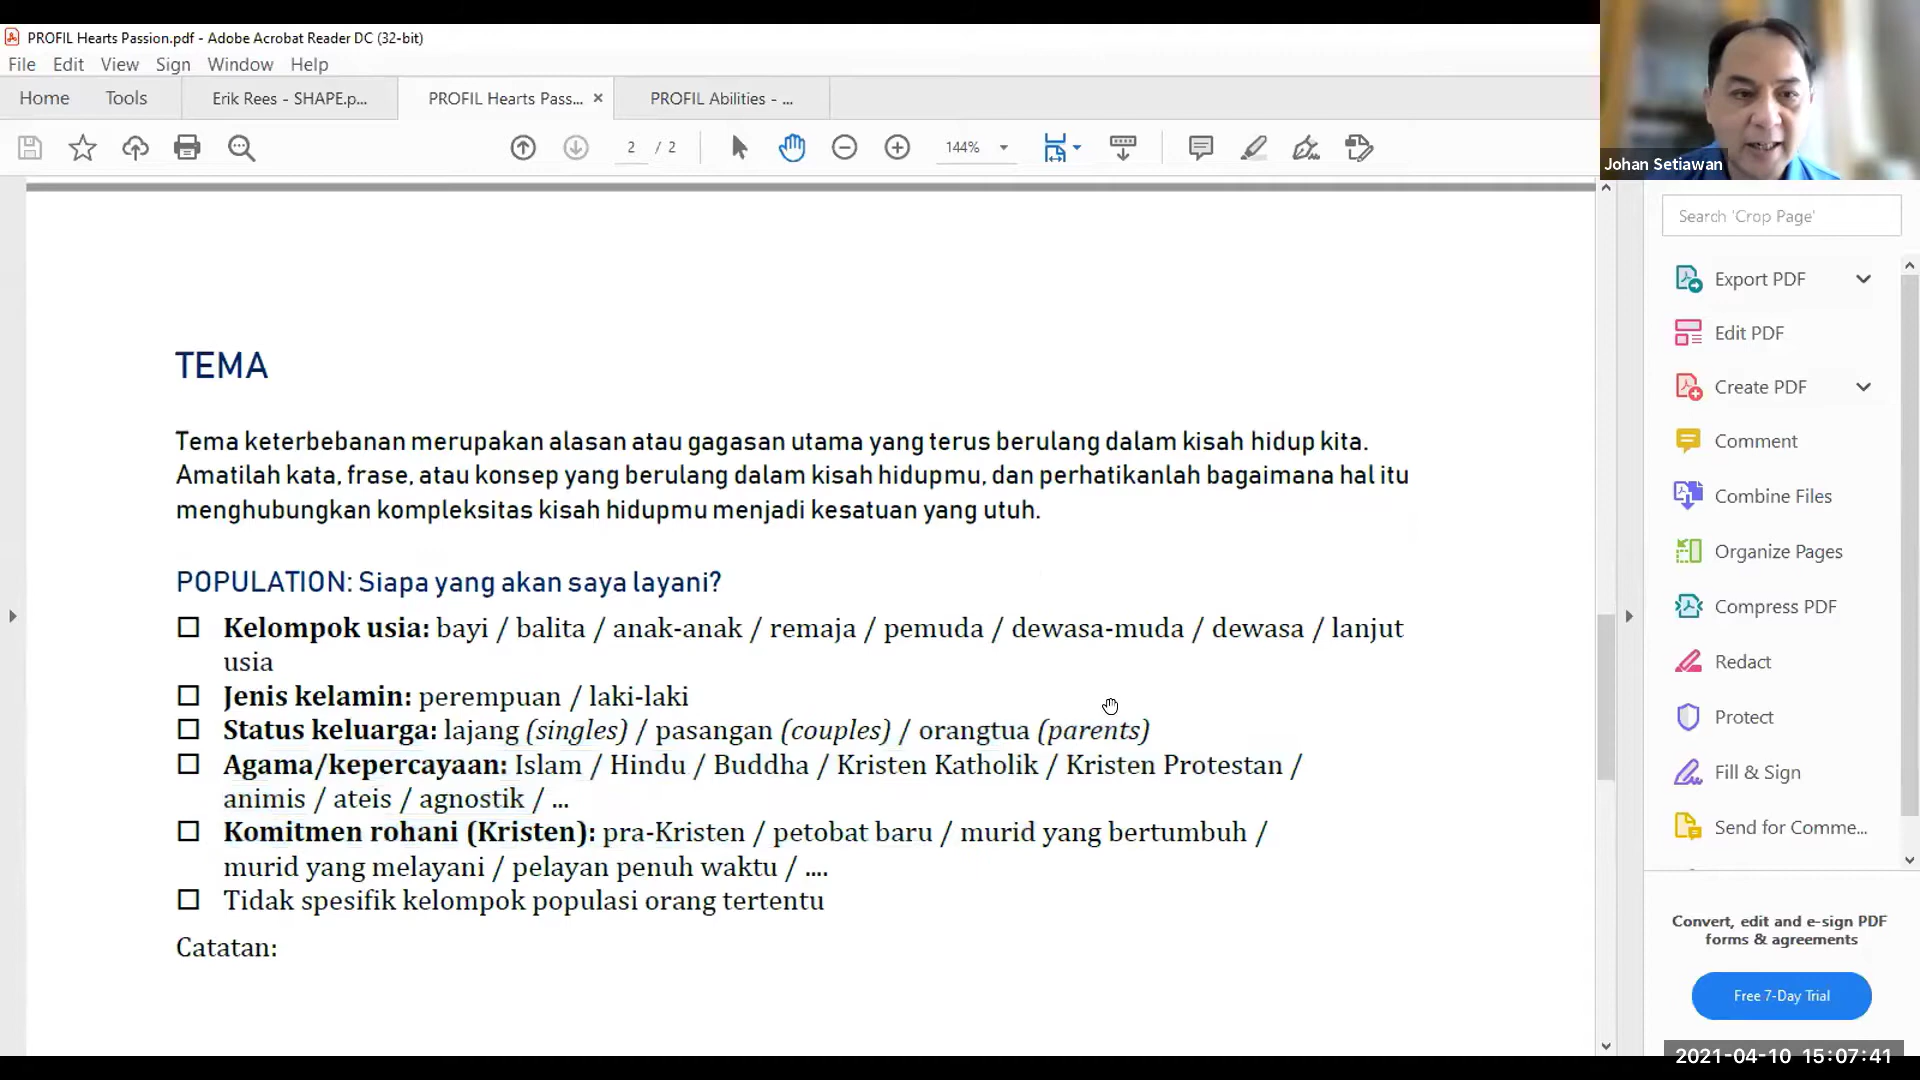 PROFIL Hearts Passion.pdf - Adobe Acrobat Reader DC (32-bit)
File Edit View Sign Window Help
Home Tools Erik Rees - SHAPE.p... PROFIL Hearts Pass... × PROFIL Abilities - ...
2 / 2 144%
Johan Setiawan
Search 'Crop Page'
Export PDF
Edit PDF
Create PDF
Comment
Combine Files
Organize Pages
Compress PDF
Redact
Protect
Fill & Sign
Send for Comme...
Convert, edit and e-sign PDF
forms & agreements
Free 7-Day Trial
TEMA
Tema keterbebanan merupakan alasan atau gagasan utama yang terus berulang dalam kisah hidup kita.
Amatilah kata, frase, atau konsep yang berulang dalam kisah hidupmu, dan perhatikanlah bagaimana hal itu
menghubungkan kompleksitas kisah hidupmu menjadi kesatuan yang utuh.
POPULATION: Siapa yang akan saya layani?
☐ Kelompok usia: bayi / balita / anak-anak / remaja / pemuda / dewasa-muda / dewasa / lanjut
usia
☐ Jenis kelamin: perempuan / laki-laki
☐ Status keluarga: lajang (singles) / pasangan (couples) / orangtua (parents)
☐ Agama/kepercayaan: Islam / Hindu / Buddha / Kristen Katholik / Kristen Protestan /
animis / ateis / agnostik / ...
☐ Komitmen rohani (Kristen): pra-Kristen / petobat baru / murid yang bertumbuh /
murid yang melayani / pelayan penuh waktu / ....
☐ Tidak spesifik kelompok populasi orang tertentu
Catatan:
2021-04-10 15:07:41